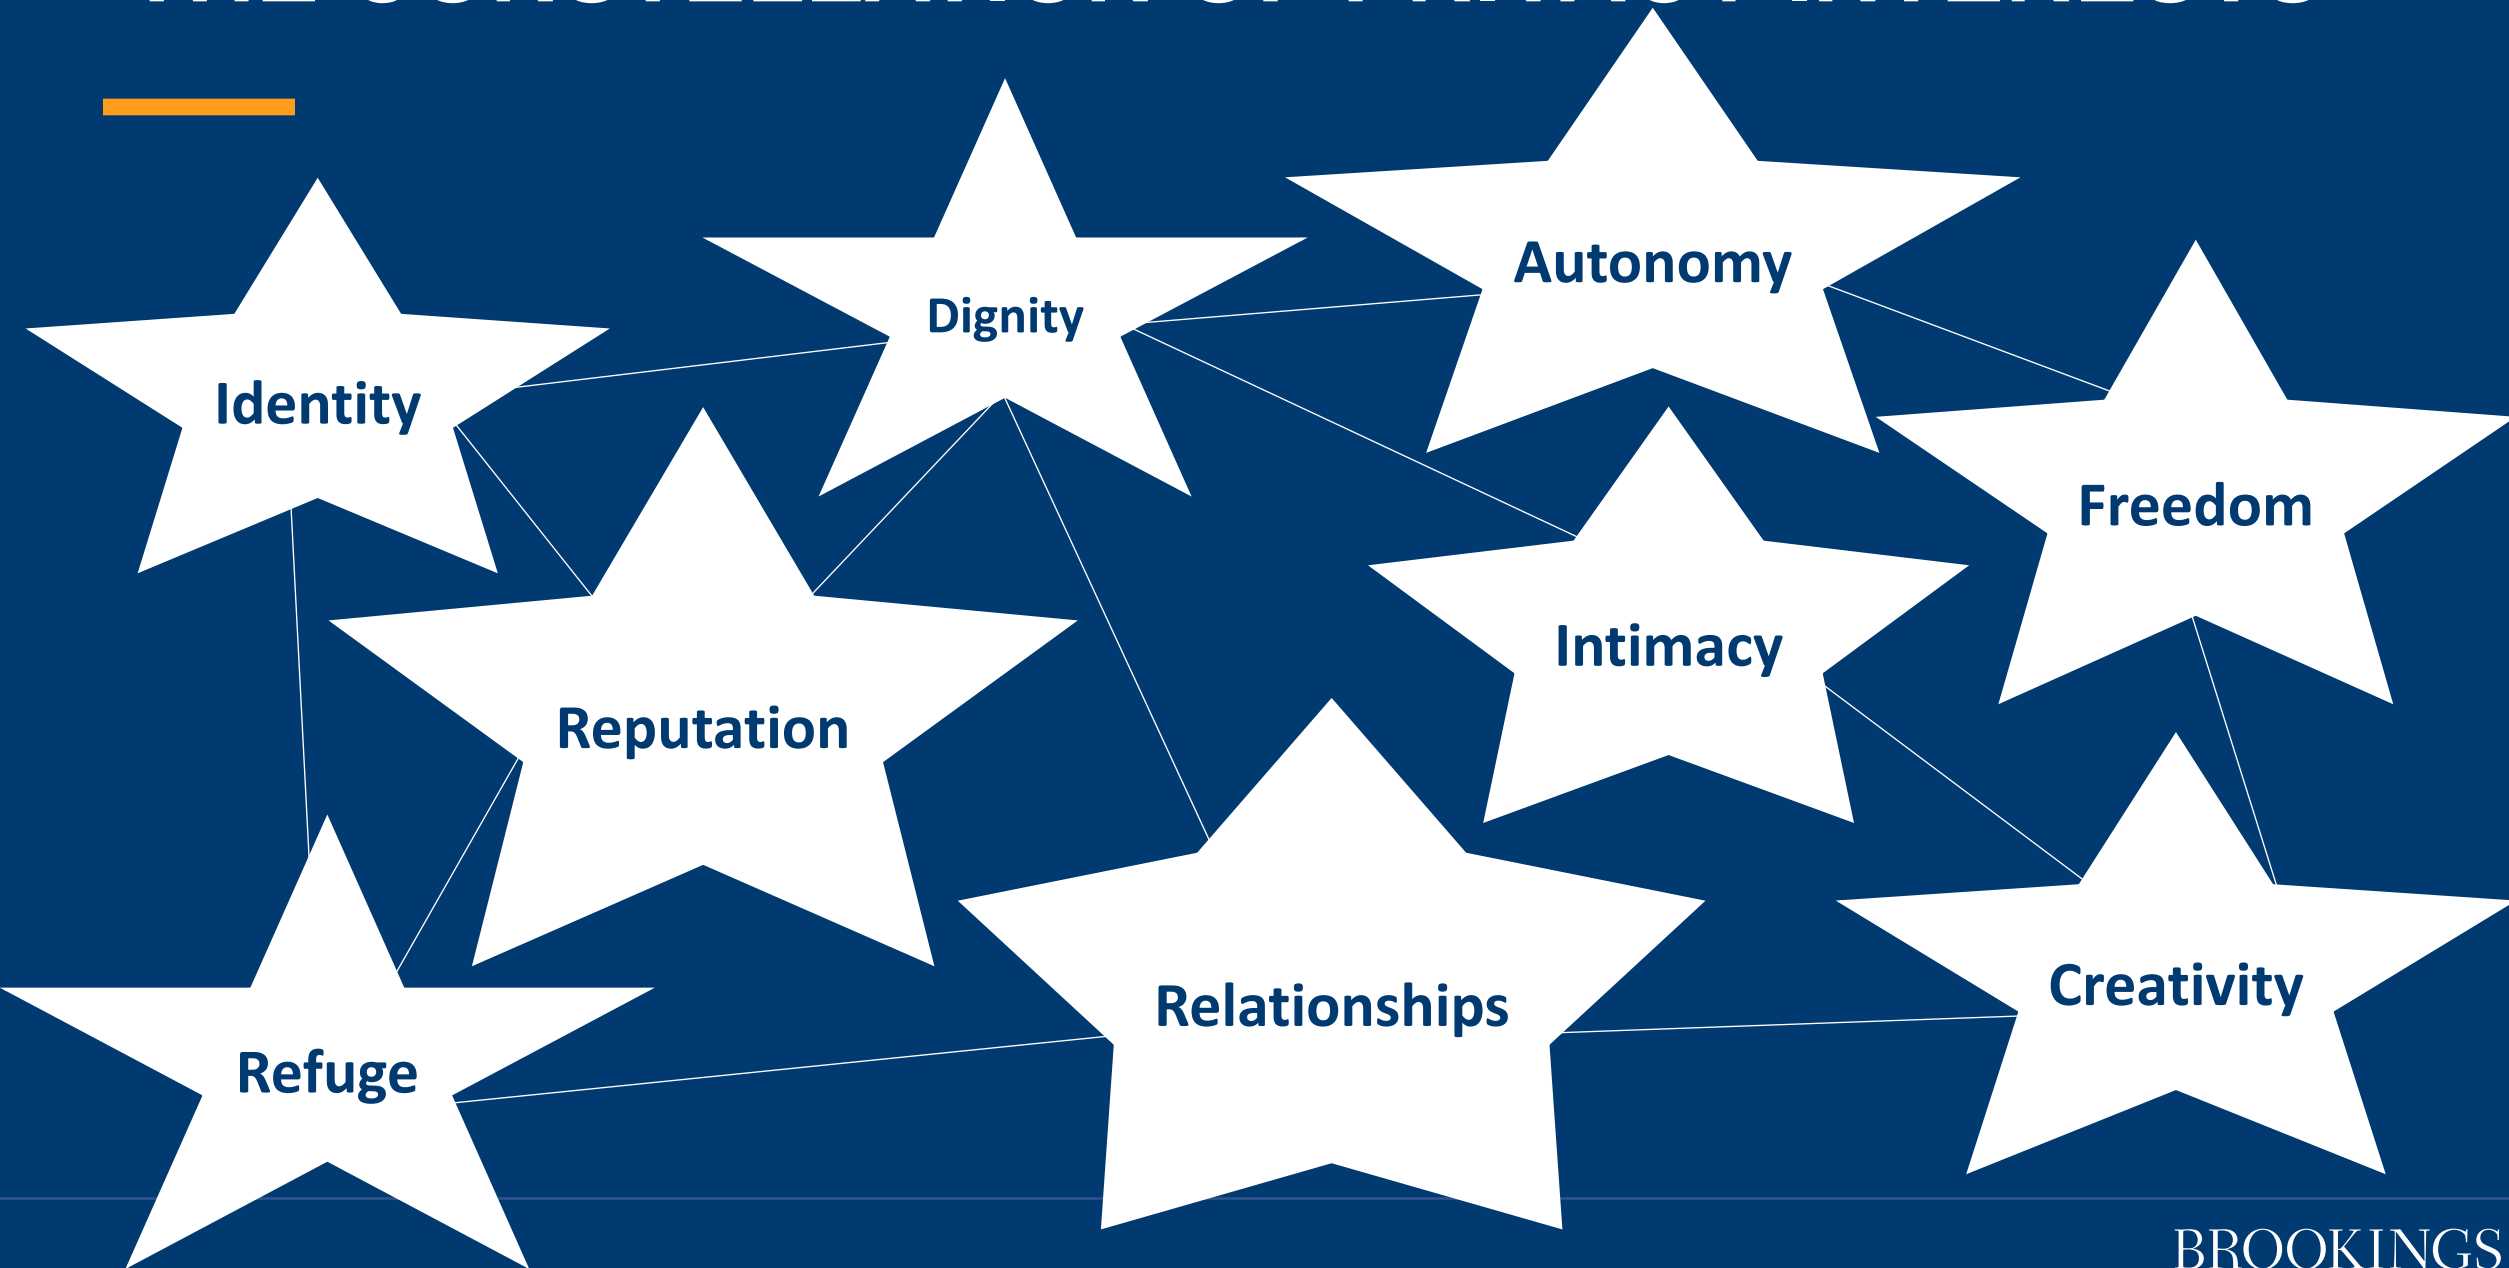 Autonomy
Dignity
Identity
Freedom
Intimacy
Reputation
Creativity
Relationships
Refuge
BROOKINGS